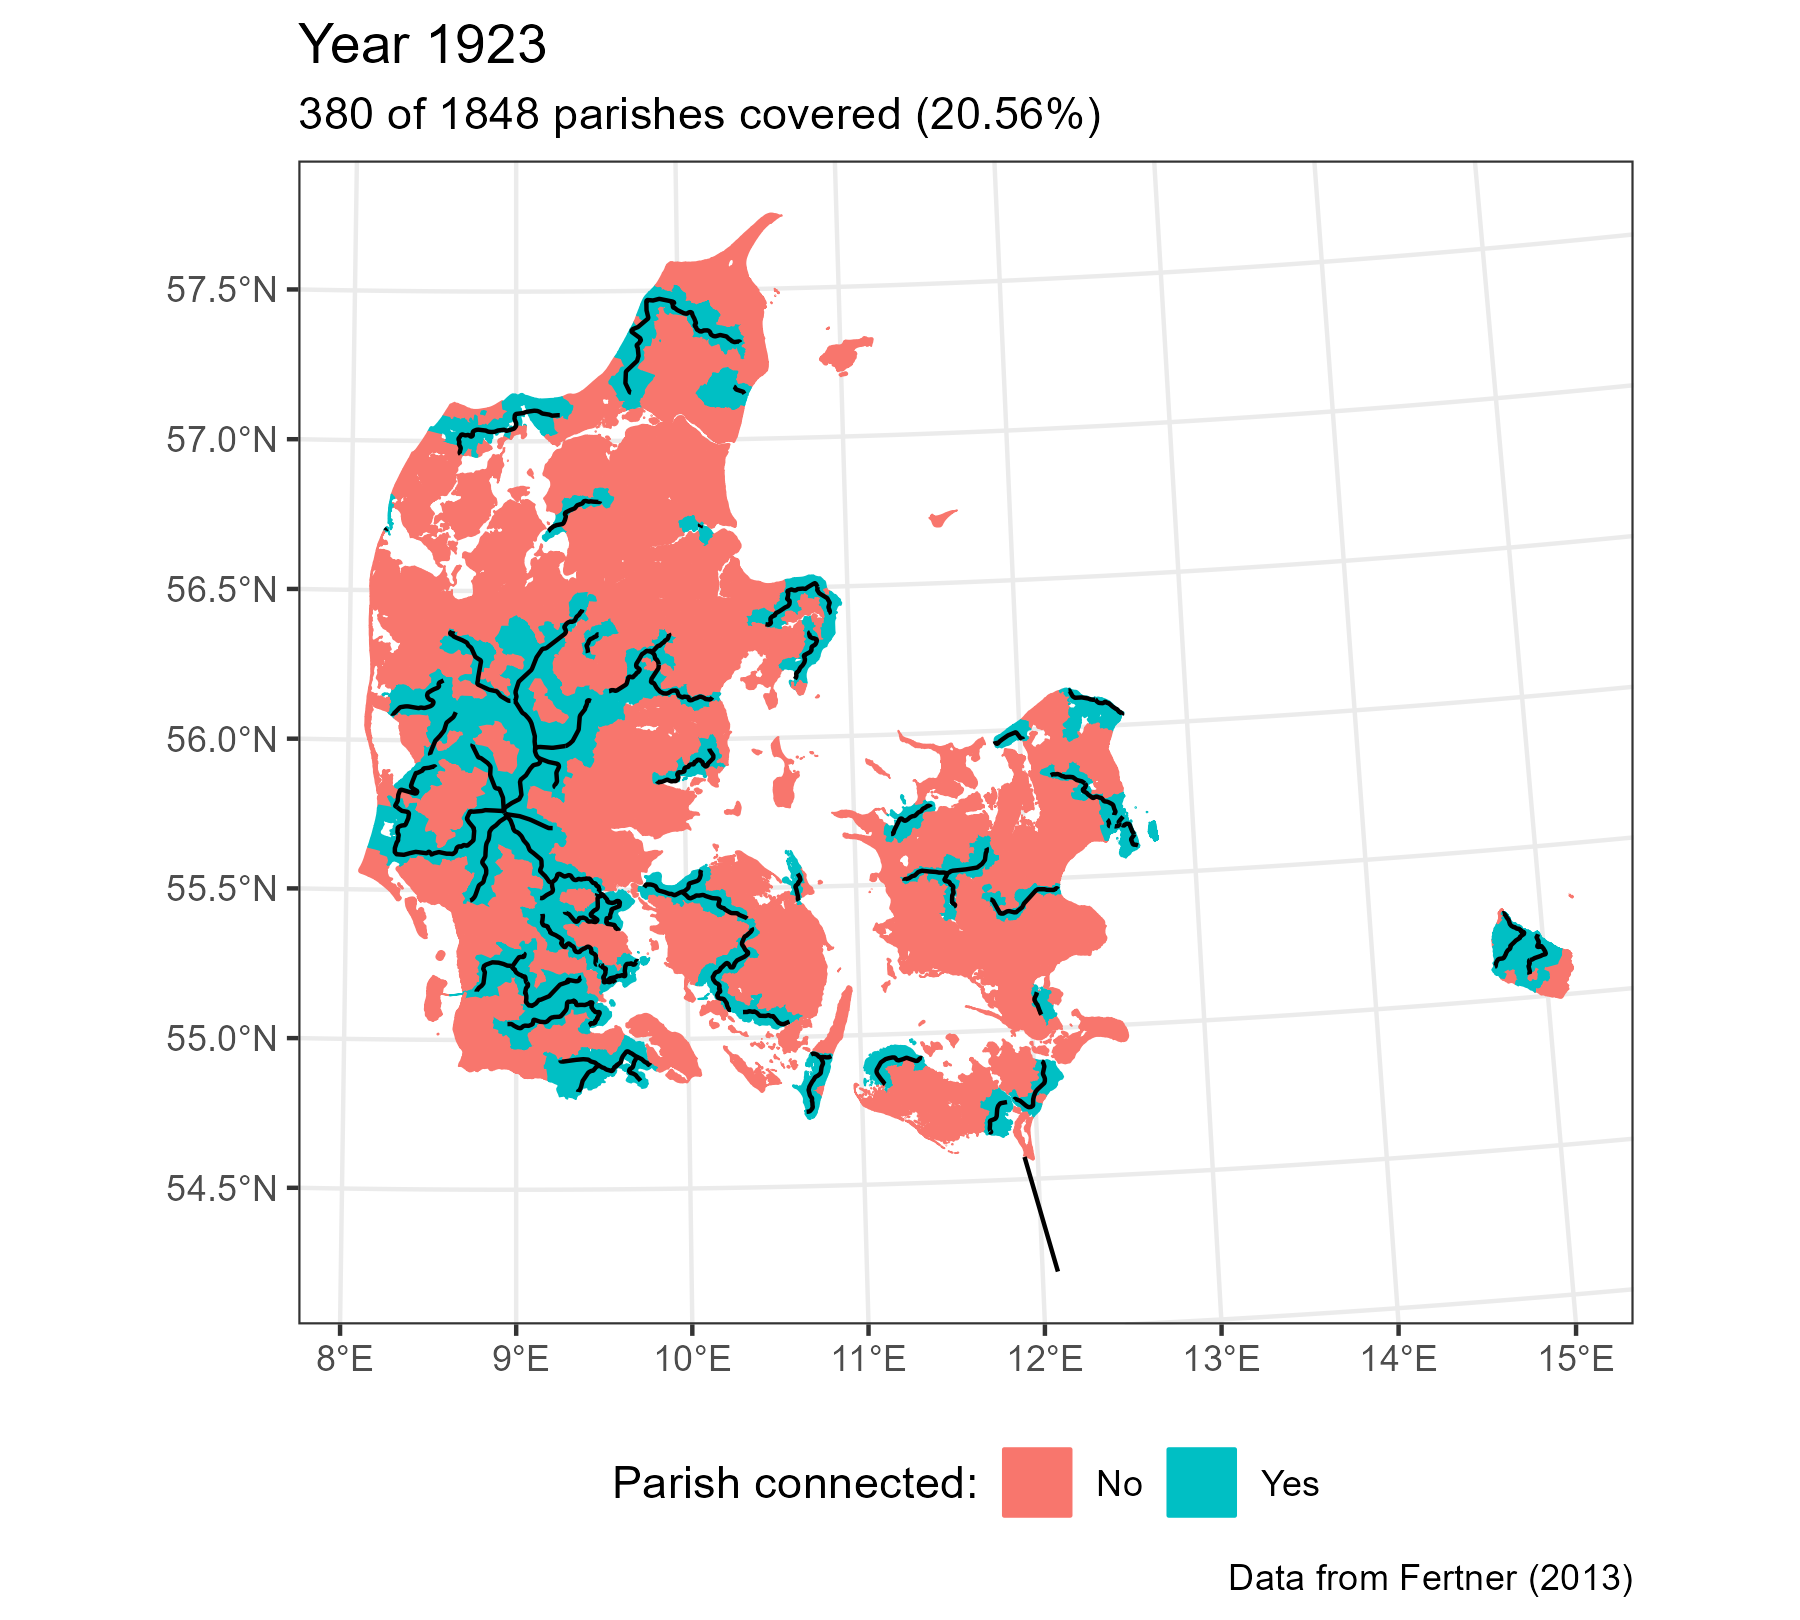 Year 1923
380 of 1848 parishes covered (20.56%)
57.5°N
57.0°N
56.5°N
56.0°N
55.5°N
55.0°N
54.5°N
8°E 9°E 10°E 11°E 12°E 13°E 14°E 15°E
Parish connected: No Yes
Data from Fertner (2013)